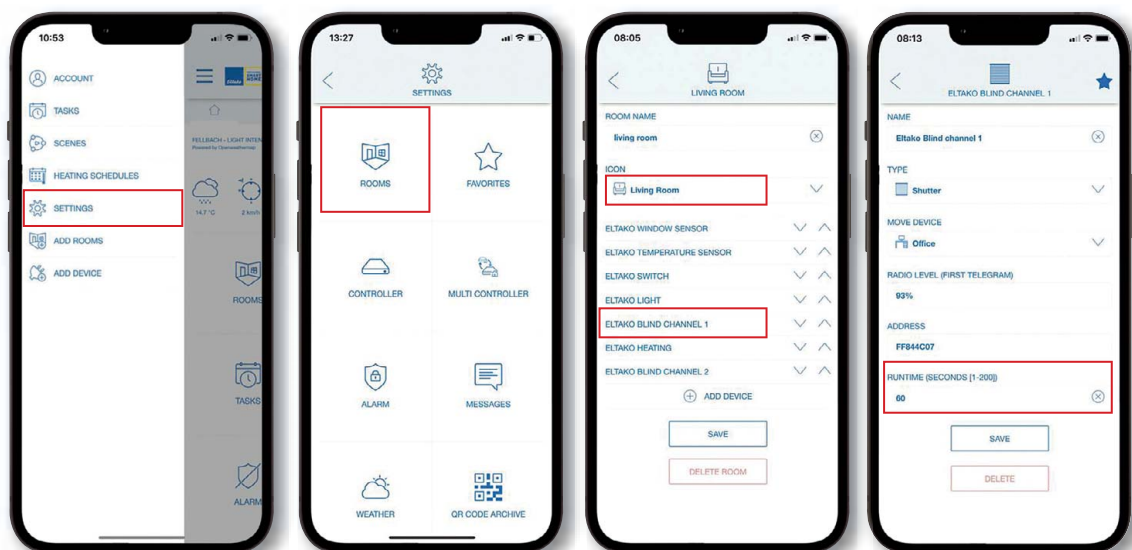 10:53
ACCOUNT
TASKS
SCENES
HEATING SCHEDULES
SETTINGS
ADD ROOMS
ADD DEVICE
Eltako
FELLBACH - LIGHT INTEN
14.7 °C
2 km/h
ROOMS
TASKS
ALARM
13:27
SETTINGS
ROOMS
FAVORITES
CONTROLLER
MULTI CONTROLLER
ALARM
MESSAGES
WEATHER
QR CODE ARCHIVE
08:05
LIVING ROOM
ROOM NAME
living room
ICON
Living Room
ELTAKO WINDOW SENSOR
ELTAKO TEMPERATURE SENSOR
ELTAKO SWITCH
ELTAKO LIGHT
ELTAKO BLIND CHANNEL 1
ELTAKO HEATING
ELTAKO BLIND CHANNEL 2
ADD DEVICE
SAVE
DELETE ROOM
08:13
ELTAKO BLIND CHANNEL 1
NAME
Eltako Blind channel 1
TYPE
Shutter
MOVE DEVICE
Office
RADIO LEVEL (FIRST TELEGRAM)
93%
ADDRESS
FF844C07
RUNTIME (SECONDS [1-200])
60
SAVE
DELETE